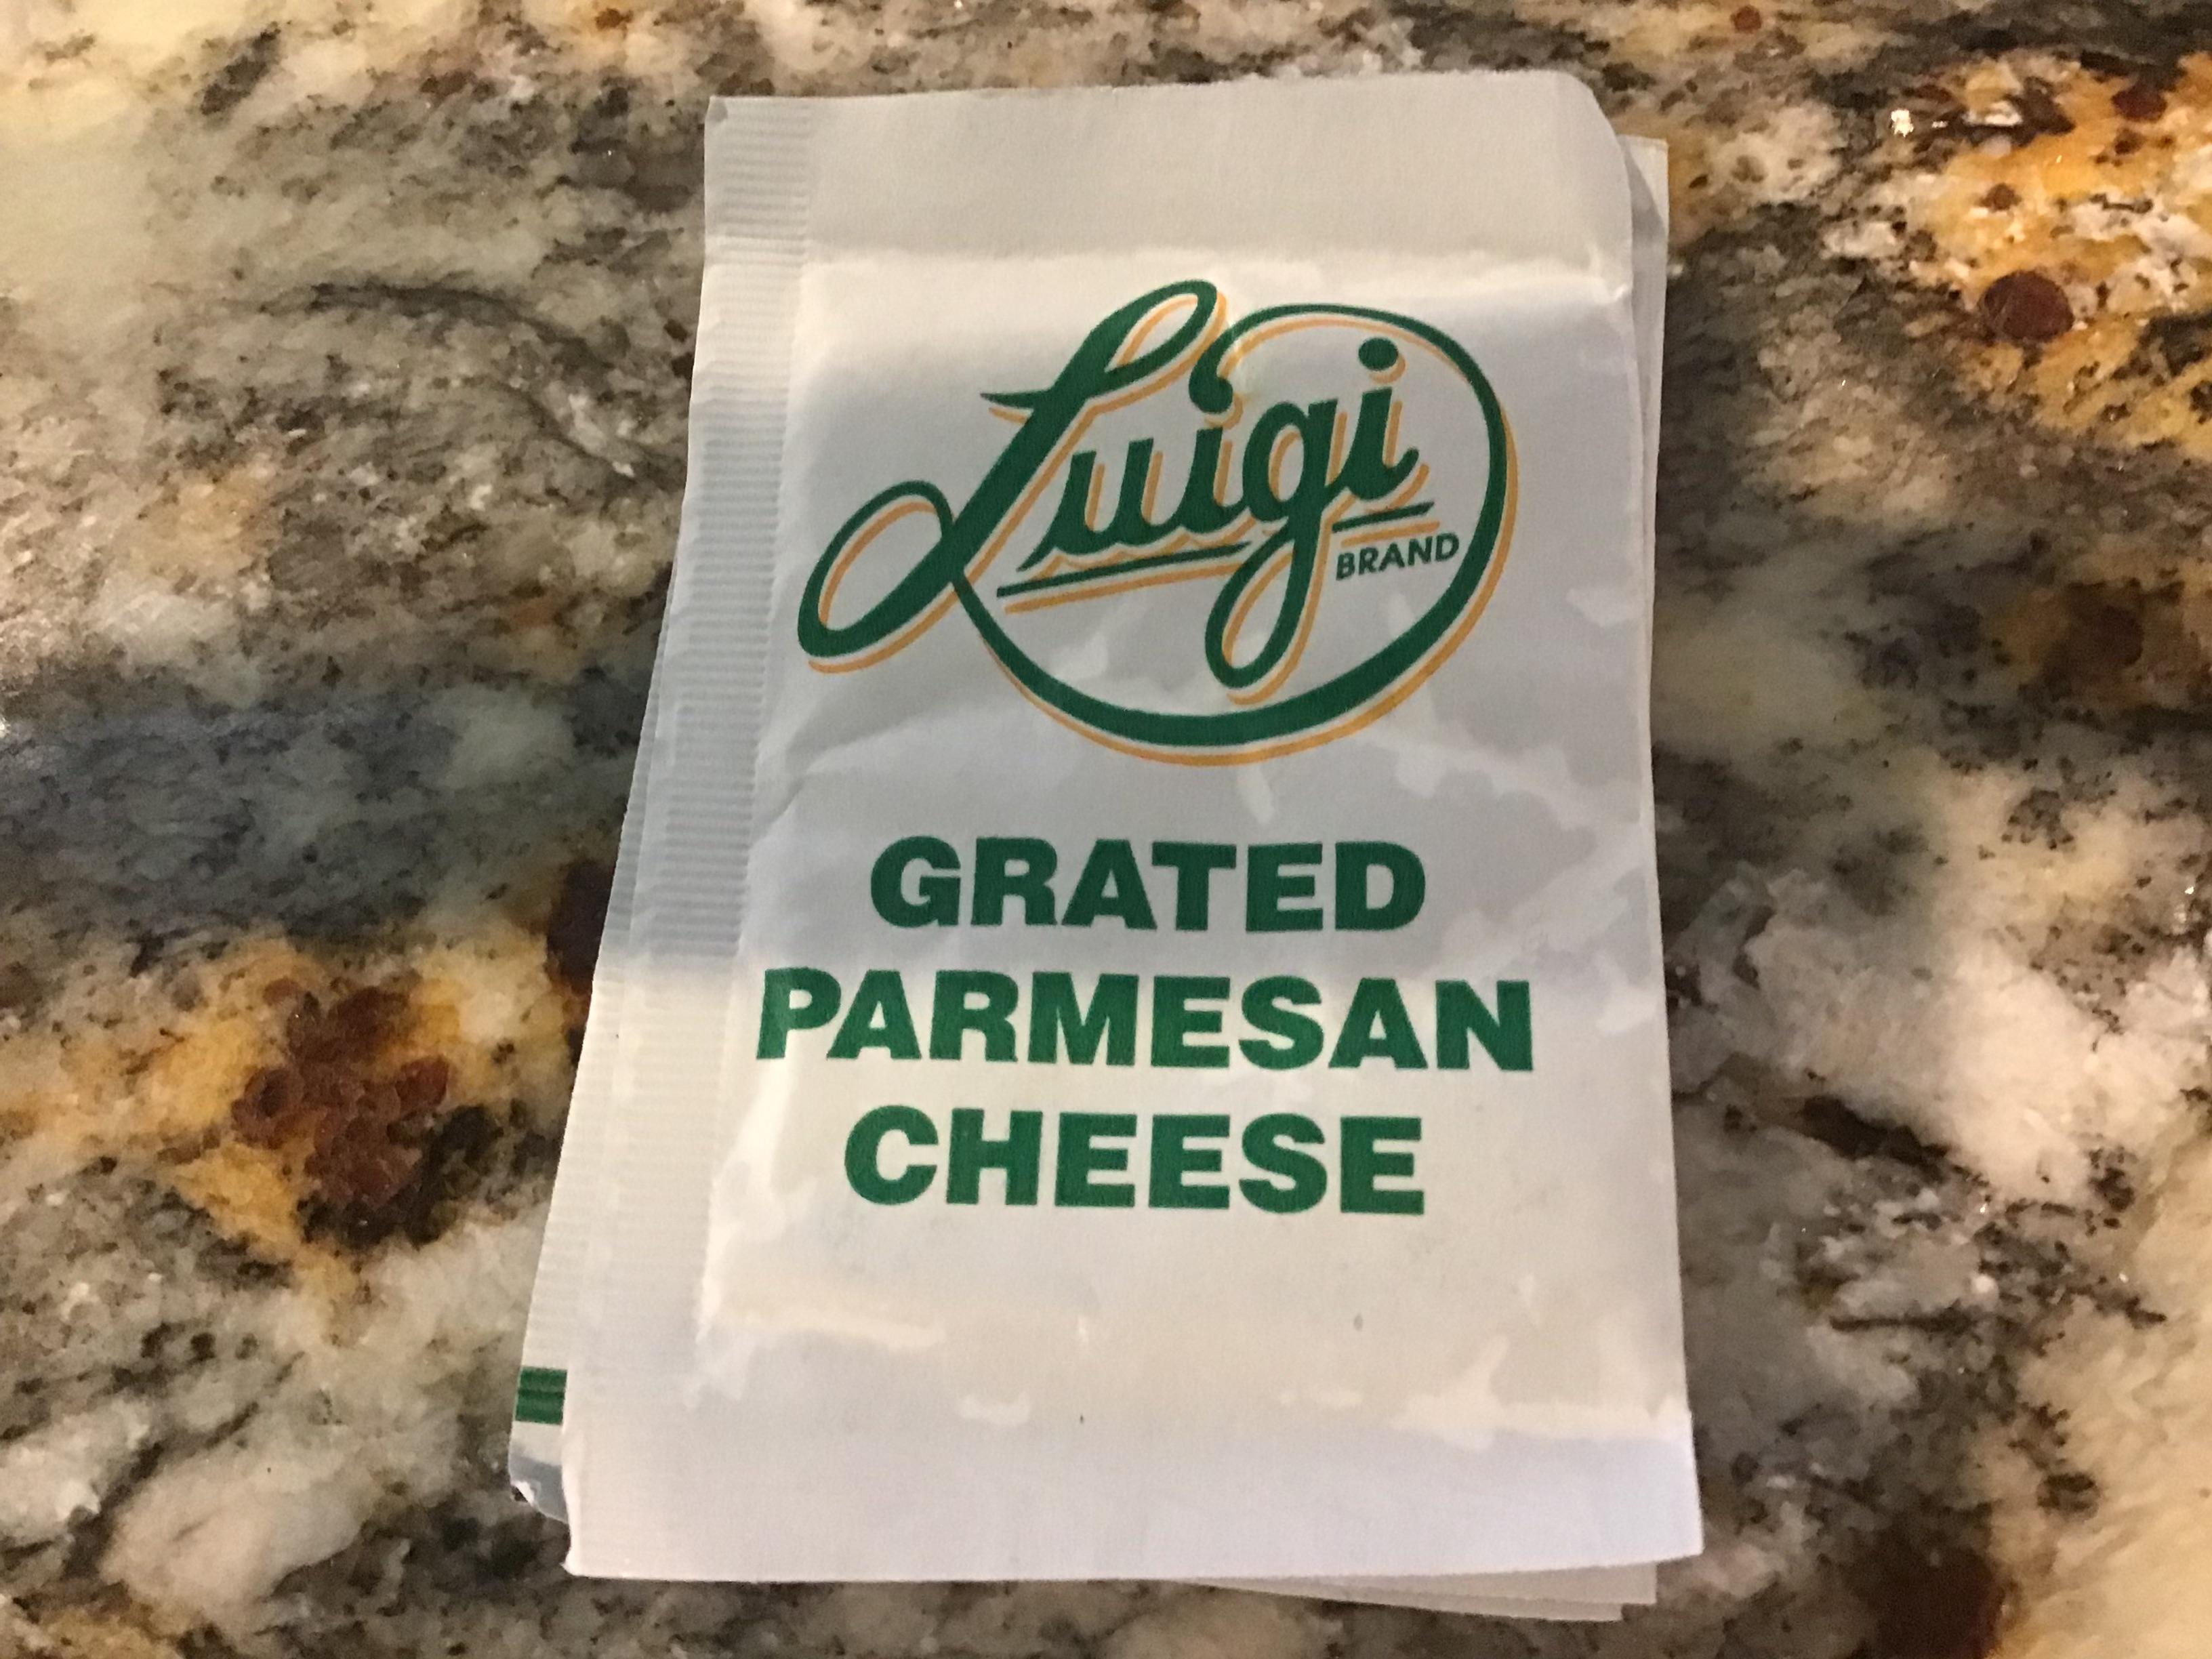 Luigi
BRAND
GRATED
PARMESAN
CHEESE